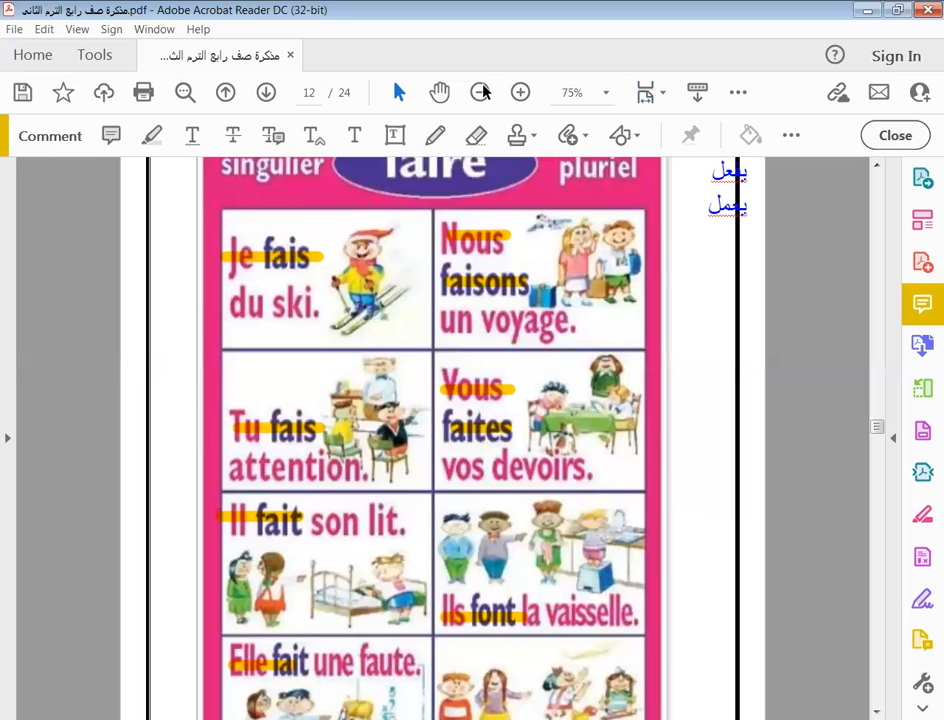 مذكرة صف رابع الترم الثانى.pdf - Adobe Acrobat Reader DC (32-bit)
File Edit View Sign Window Help
Home Tools مذكرة صف رابع الترم الث... × Sign In
12 / 24 75%
Comment Close
singulier faire pluriel
يفعل
يعمل
Je fais
du ski.
Nous
faisons
un voyage.
Tu fais
attention.
Vous
faites
vos devoirs.
Il fait son lit.
Ils font la vaisselle.
Elle fait une faute.